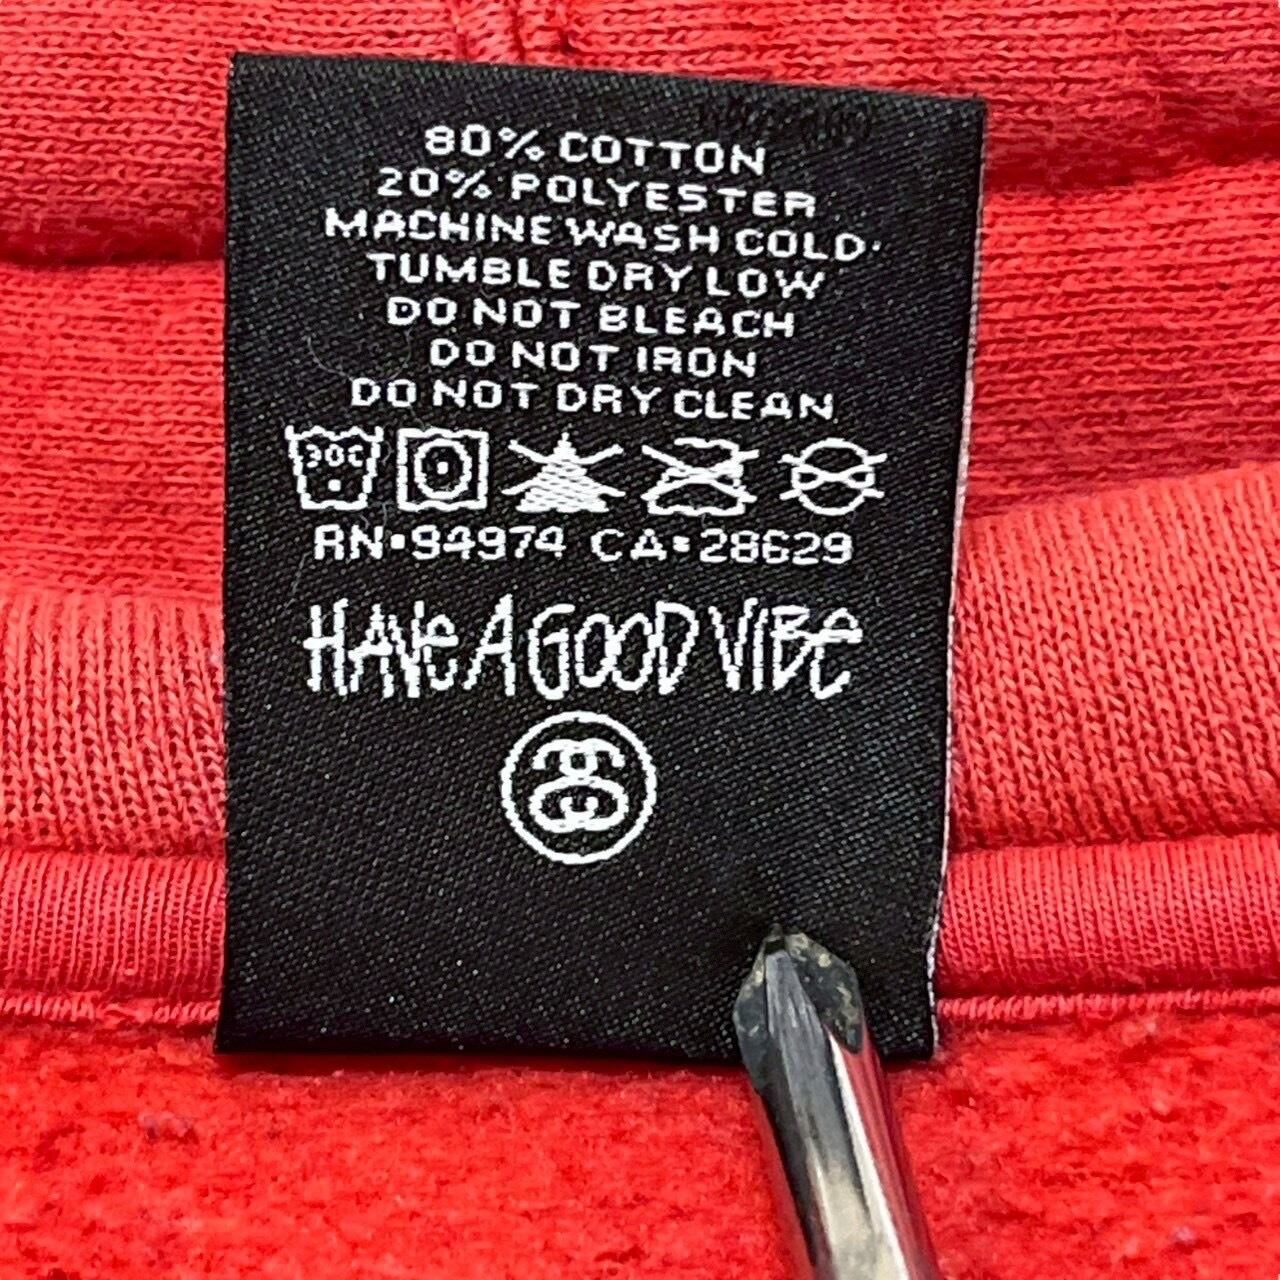 80% COTTON
20% POLYESTER
MACHINE WASH COLD
TUMBLE DRY LOW
DO NOT BLEACH
DO NOT IRON
DO NOT DRY CLEAN
30C
RN•94974 CA•28629
HAVE A GOOD VIBE